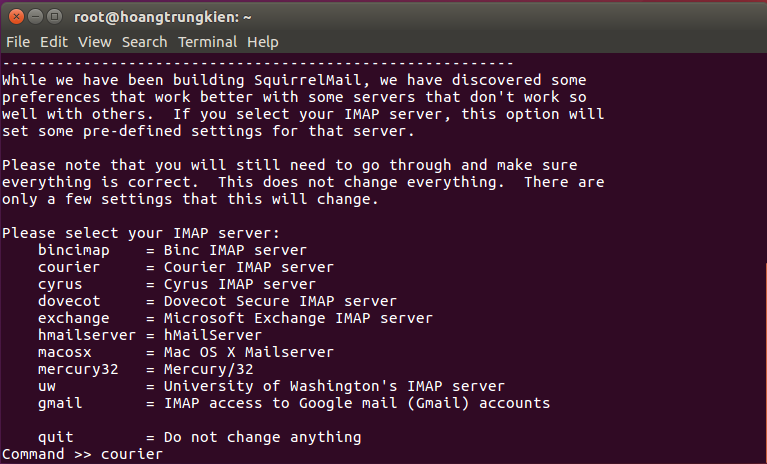 root@hoangtrungkien: ~
File Edit View Search Terminal Help
---------------------------------------------------------
While we have been building SquirrelMail, we have discovered some
preferences that work better with some servers that don't work so
well with others.  If you select your IMAP server, this option will
set some pre-defined settings for that server.

Please note that you will still need to go through and make sure
everything is correct.  This does not change everything.  There are
only a few settings that this will change.

Please select your IMAP server:
    bincimap    = Binc IMAP server
    courier     = Courier IMAP server
    cyrus       = Cyrus IMAP server
    dovecot     = Dovecot Secure IMAP server
    exchange    = Microsoft Exchange IMAP server
    hmailserver = hMailServer
    macosx      = Mac OS X Mailserver
    mercury32   = Mercury/32
    uw          = University of Washington's IMAP server
    gmail       = IMAP access to Google mail (Gmail) accounts

    quit        = Do not change anything
Command >> courier